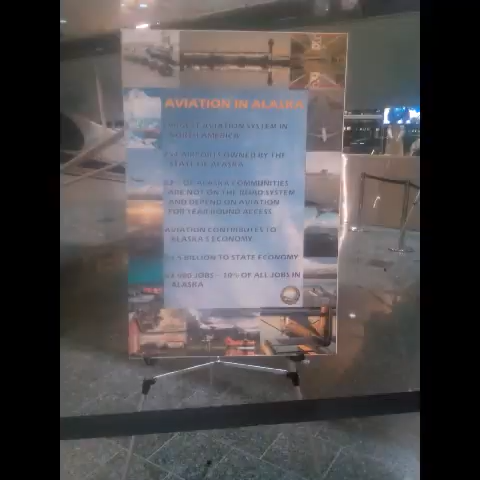 AVIATION IN ALASKA
AVIATION SYSTEM IN
NORTH AMERICA
AIRPORTS OWNED BY THE
STATE OF ALASKA
OF ALASKA COMMUNITIES
ARE NOT ON THE ROAD SYSTEM
AND DEPEND ON AVIATION
FOR YEAR ROUND ACCESS
AVIATION CONTRIBUTES TO
ALASKA'S ECONOMY
BILLION TO STATE ECONOMY
JOBS - 10% OF ALL JOBS IN
ALASKA